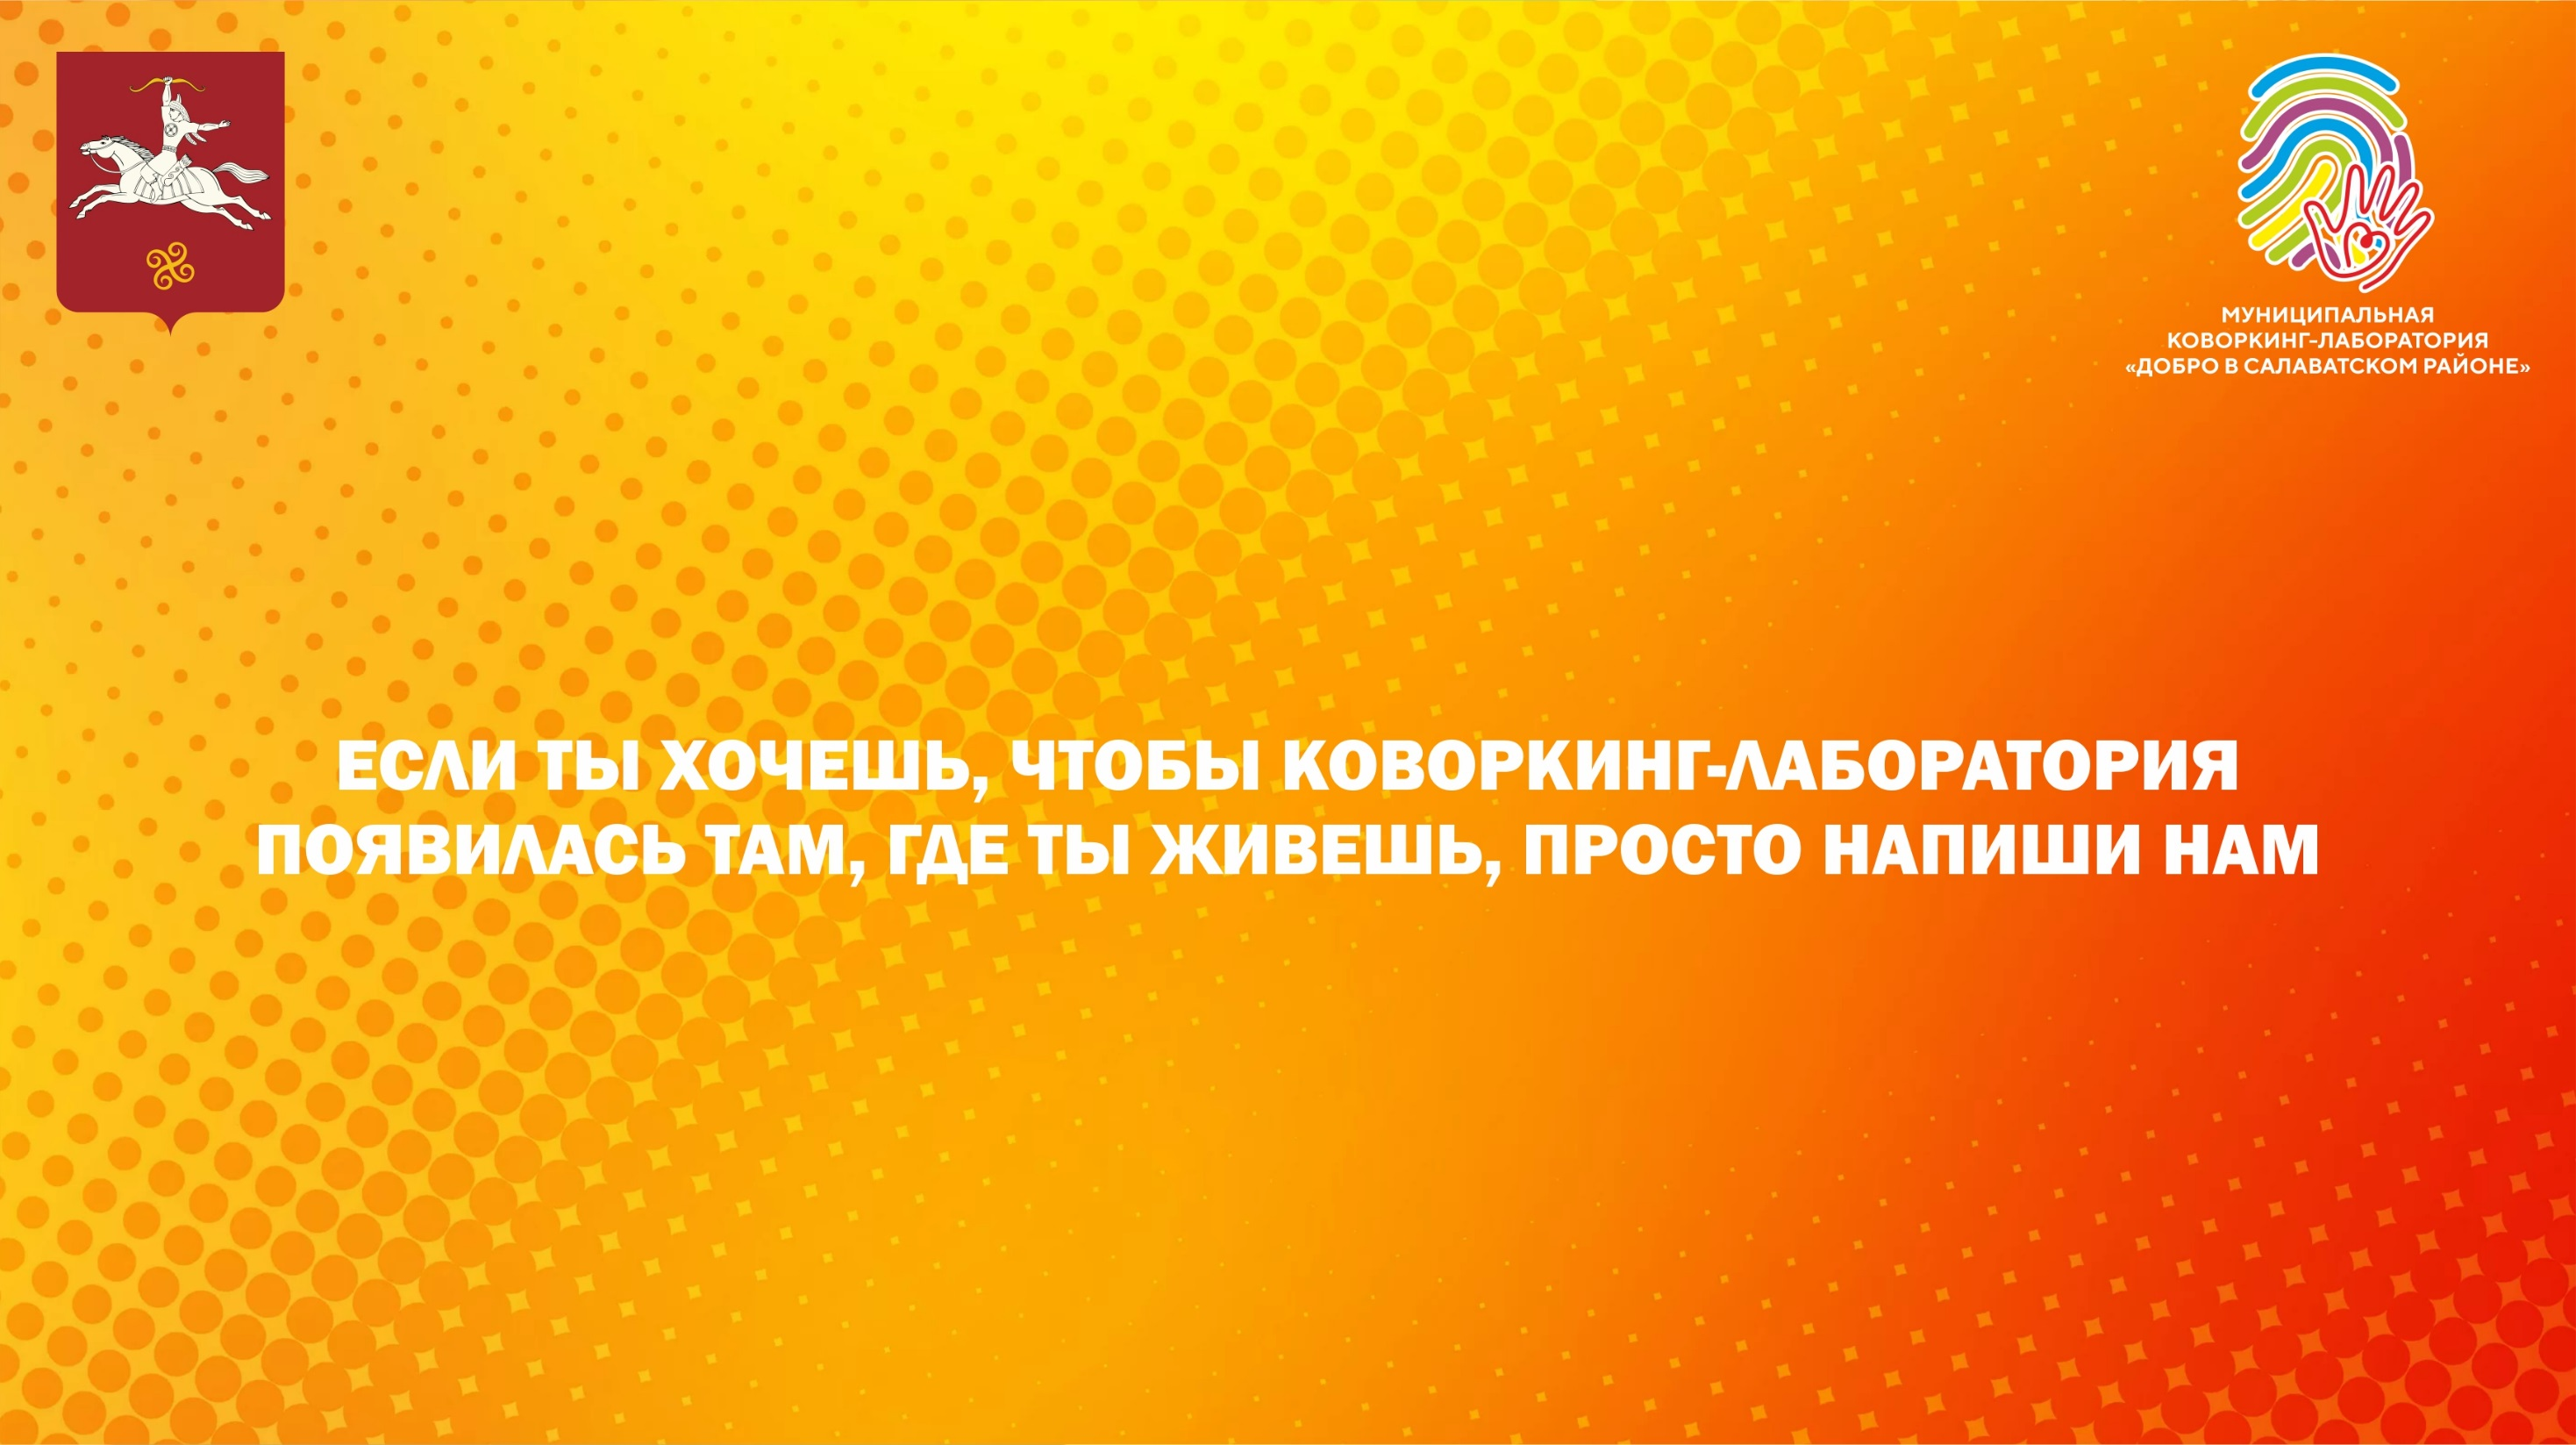 МУНИЦИПАЛЬНАЯ
КОВОРКИНГ-ЛАБОРАТОРИЯ
«ДОБРО В САЛАВАТСКОМ РАЙОНЕ»
ЕСЛИ ТЫ ХОЧЕШЬ, ЧТОБЫ КОВОРКИНГ-ЛАБОРАТОРИЯ
ПОЯВИЛАСЬ ТАМ, ГДЕ ТЫ ЖИВЕШЬ, ПРОСТО НАПИШИ НАМ